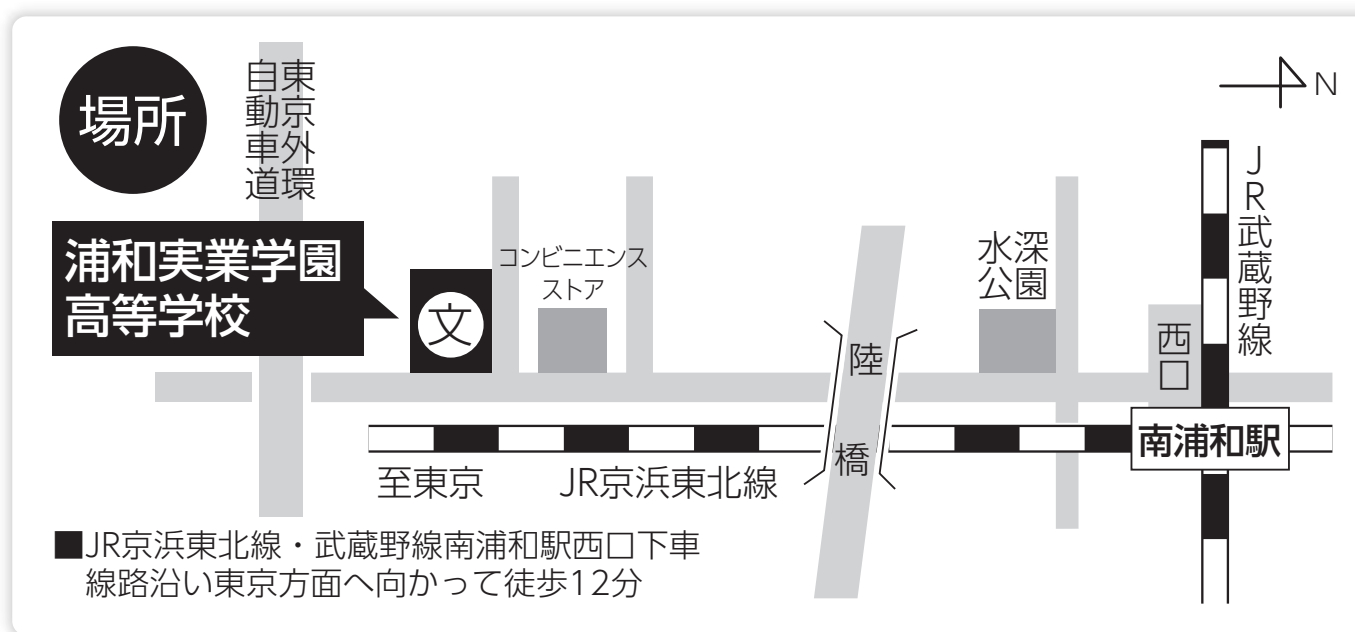 場所
東京外環
自動車道
N
浦和実業学園
高等学校
文
コンビニエンス
ストア
陸橋
水深
公園
西口
JR武蔵野線
南浦和駅
至東京
JR京浜東北線
■JR京浜東北線・武蔵野線南浦和駅西口下車
線路沿い東京方面へ向かって徒歩12分